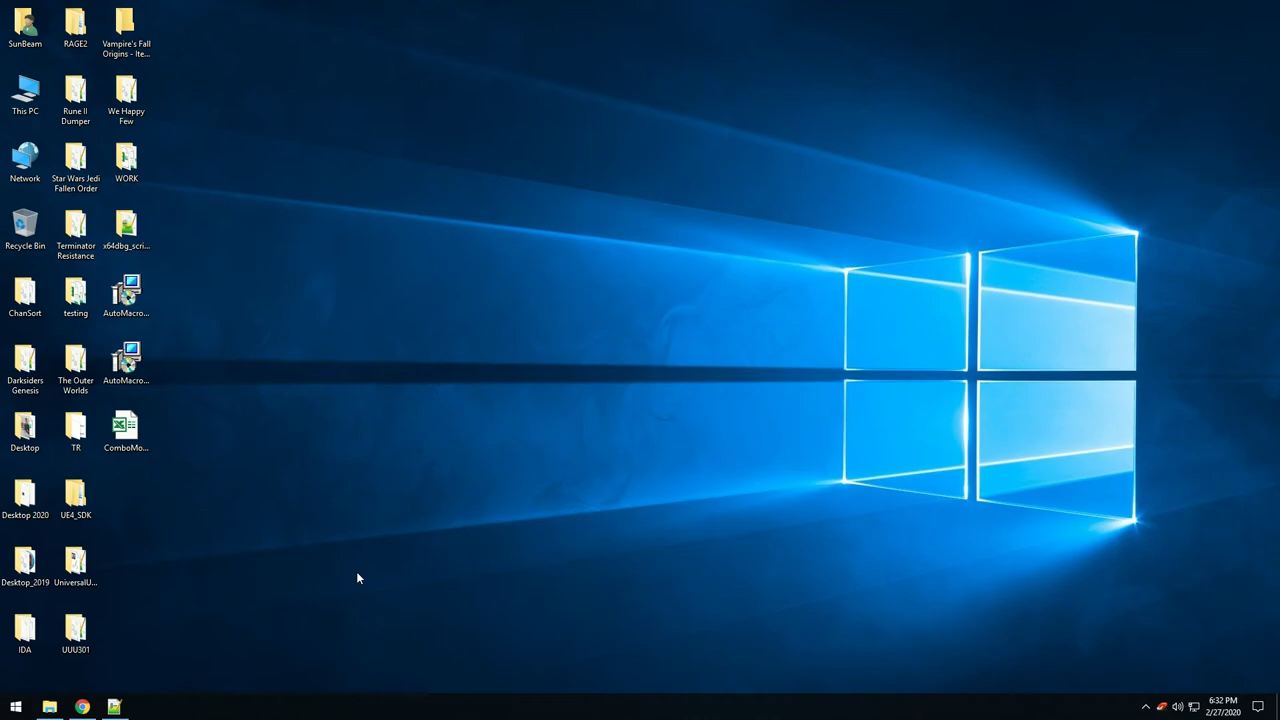 SunBeam
RAGE2
Vampire's Fall
Origins - Ite...
This PC
Rune II
Dumper
We Happy
Few
Network
Star Wars Jedi
Fallen Order
WORK
Recycle Bin
Terminator
Resistance
x64dbg_scri...
ChanSort
testing
AutoMacro...
Darksiders
Genesis
The Outer
Worlds
AutoMacro...
Desktop
TR
ComboMo...
Desktop 2020
UE4_SDK
Desktop_2019
UniversalU...
IDA
UUU301
6:32 PM
2/27/2020